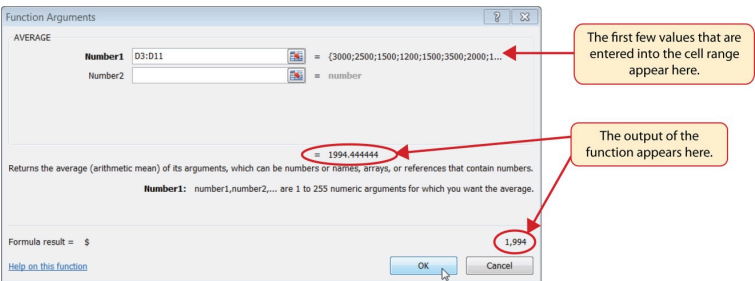 Function Arguments
AVERAGE
Number1 D3:D11 = {3000;2500;1500;1200;1500;3500;2000;1...
Number2 = number
= 1994.444444
Returns the average (arithmetic mean) of its arguments, which can be numbers or names, arrays, or references that contain numbers.
Number1: number1,number2,... are 1 to 255 numeric arguments for which you want the average.
Formula result = $ 1,994
Help on this function
OK Cancel
The first few values that are
entered into the cell range
appear here.
The output of the
function appears here.